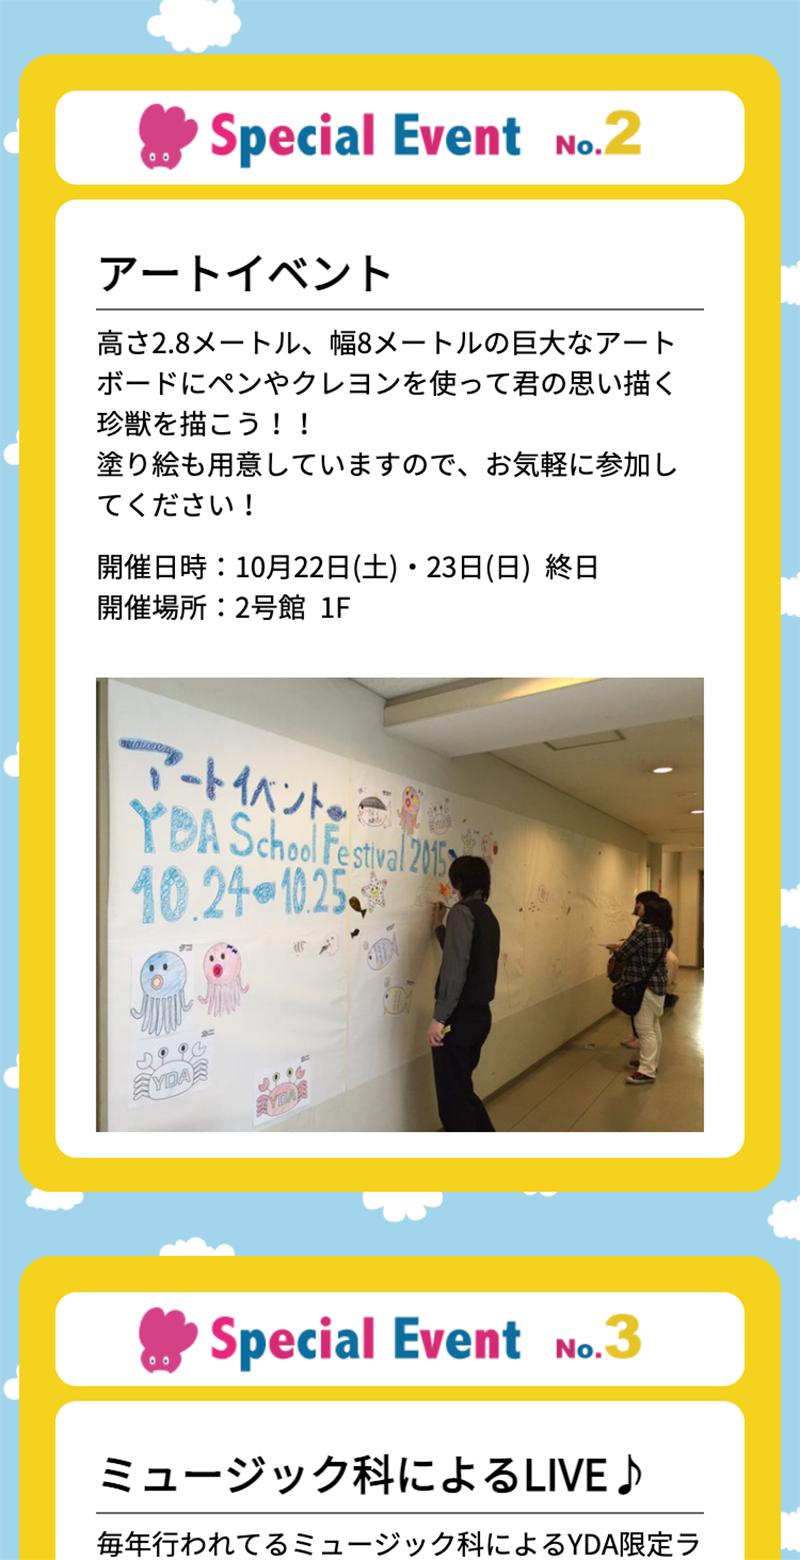 Special Event No.2
アートイベント
高さ2.8メートル、幅8メートルの巨大なアート
ボードにペンやクレヨンを使って君の思い描く
珍獣を描こう！！
塗り絵も用意していますので、お気軽に参加し
てください！
開催日時：10月22日(土)・23日(日) 終日
開催場所：2号館 1F
アートイベント
YDA School Festival 2015
10.24 10.25
YDA
YDA
Special Event No.3
ミュージック科によるLIVE♪
毎年行われてるミュージック科によるYDA限定ラ